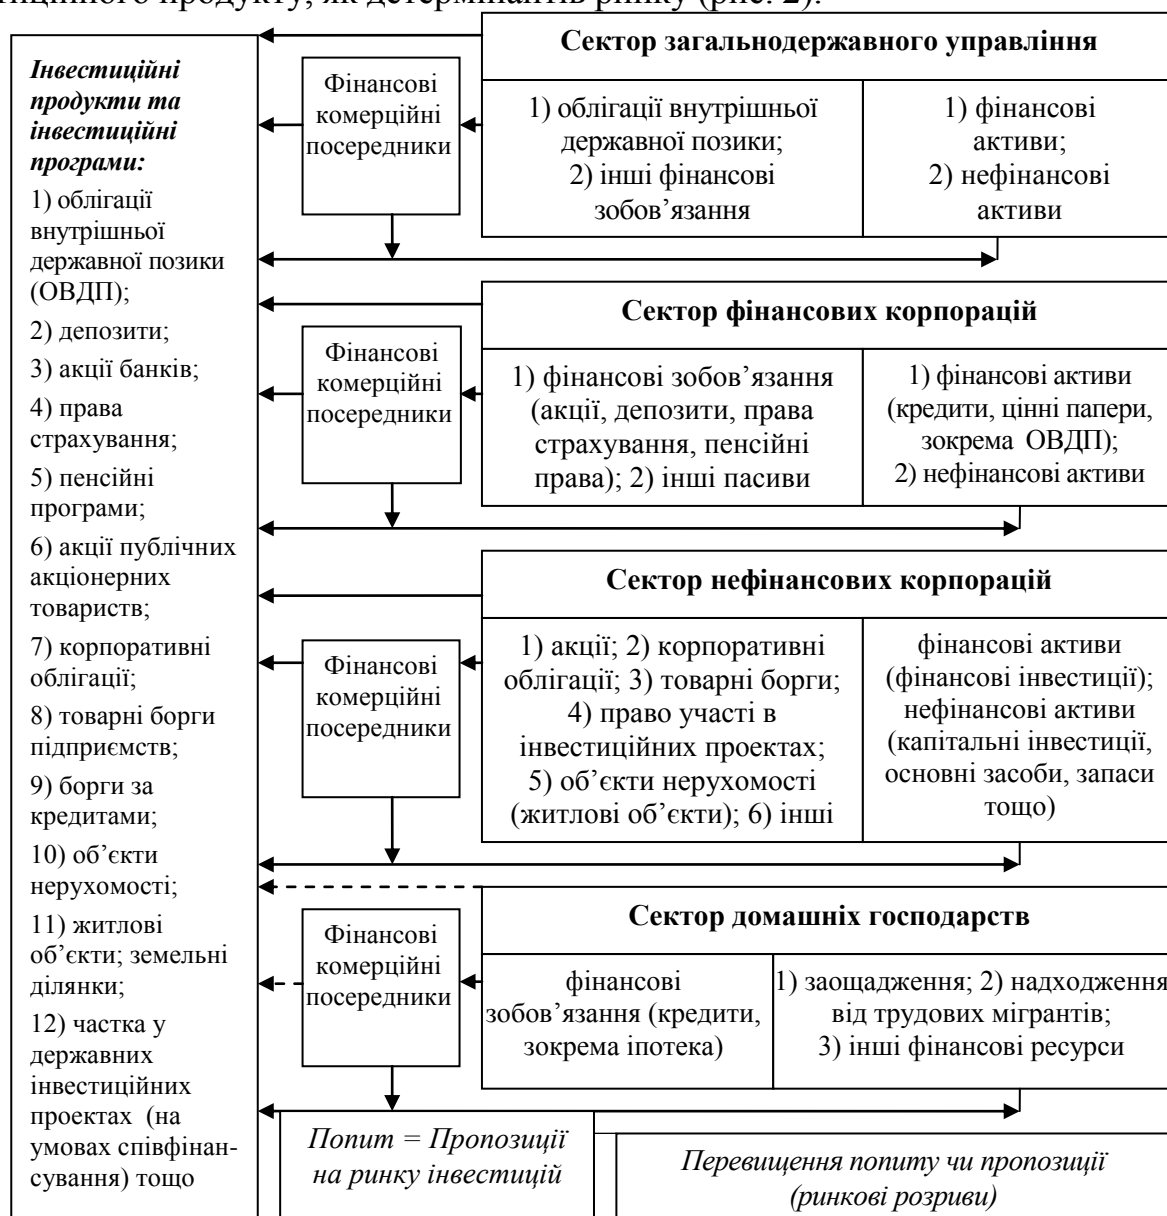 тиційного продукту, як детермінантів ринку (рис. 2).
Інвестиційні
продукти та
інвестиційні
програми:
1) облігації
внутрішньої
державної позики
(ОВДП);
2) депозити;
3) акції банків;
4) права
страхування;
5) пенсійні
програми;
6) акції публічних
акціонерних
товариств;
7) корпоративні
облігації;
8) товарні борги
підприємств;
9) борги за
кредитами;
10) об’єкти
нерухомості;
11) житлові
об’єкти; земельні
ділянки;
12) частка у
державних
інвестиційних
проектах (на
умовах співфінан-
сування) тощо
Фінансові
комерційні
посередники
Сектор загальнодержавного управління
1) облігації внутрішньої
державної позики;
2) інші фінансові
зобов’язання
1) фінансові
активи;
2) нефінансові
активи
Фінансові
комерційні
посередники
Сектор фінансових корпорацій
1) фінансові зобов’язання
(акції, депозити, права
страхування, пенсійні
права); 2) інші пасиви
1) фінансові активи
(кредити, цінні папери,
зокрема ОВДП);
2) нефінансові активи
Фінансові
комерційні
посередники
Сектор нефінансових корпорацій
1) акції; 2) корпоративні
облігації; 3) товарні борги;
4) право участі в
інвестиційних проектах;
5) об’єкти нерухомості
(житлові об’єкти); 6) інші
фінансові активи
(фінансові інвестиції);
нефінансові активи
(капітальні інвестиції,
основні засоби, запаси
тощо)
Фінансові
комерційні
посередники
Сектор домашніх господарств
фінансові
зобов’язання (кредити,
зокрема іпотека)
1) заощадження; 2) надходження
від трудових мігрантів;
3) інші фінансові ресурси
Попит = Пропозиції
на ринку інвестицій
Перевищення попиту чи пропозиції
(ринкові розриви)